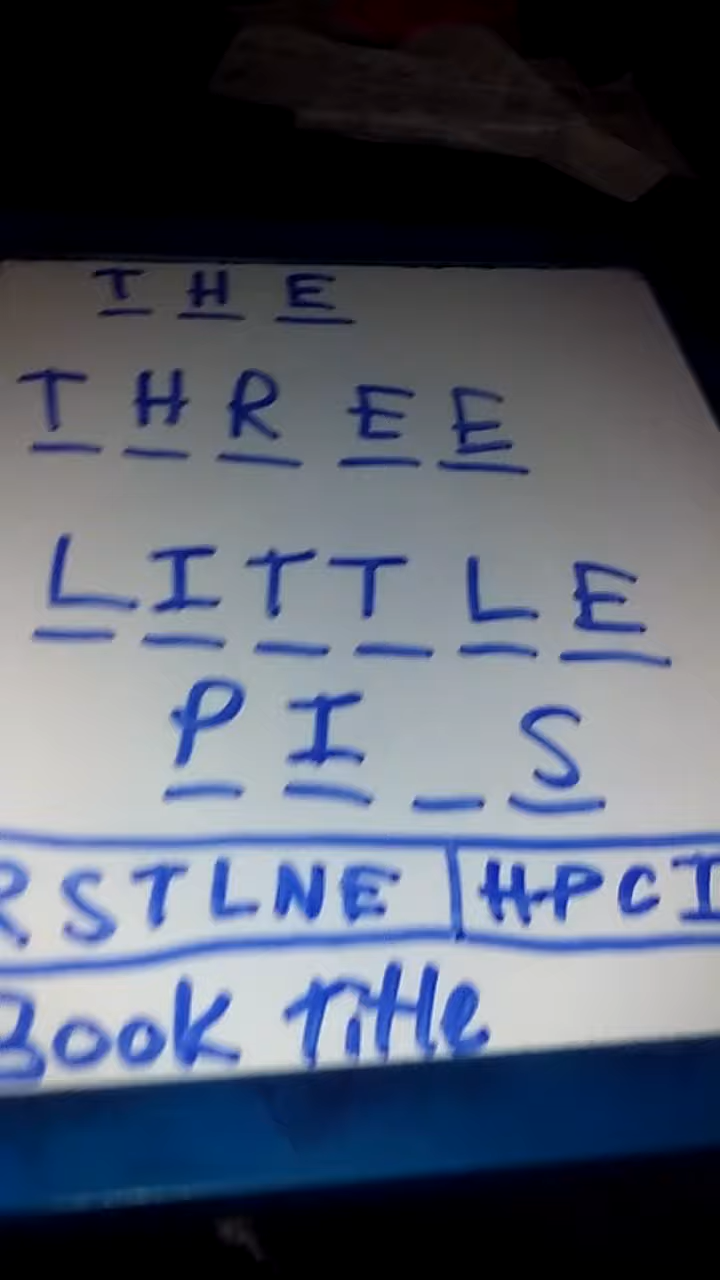 THE
THREE
LITTLE
PI_S
RSTLNE | HPCI
Book Title